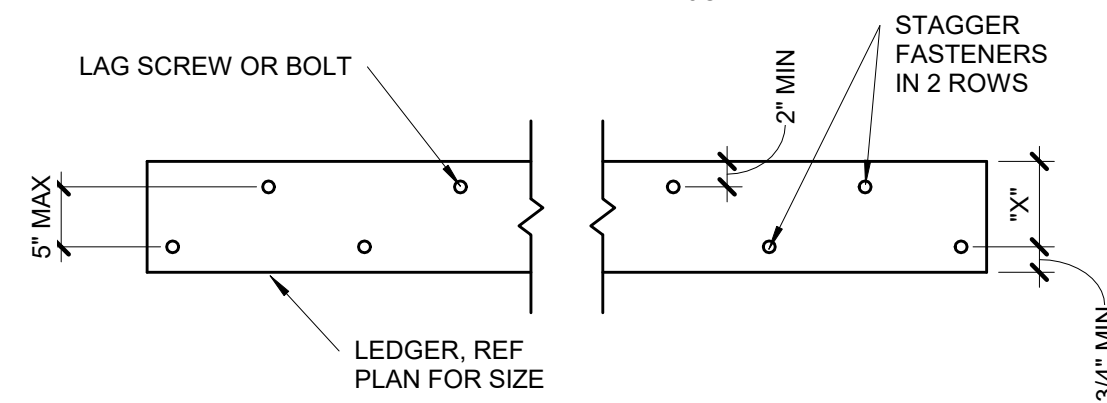 STAGGER
FASTENERS
IN 2 ROWS
LAG SCREW OR BOLT
2" MIN
5" MAX
"X"
3/4" MIN
LEDGER, REF
PLAN FOR SIZE